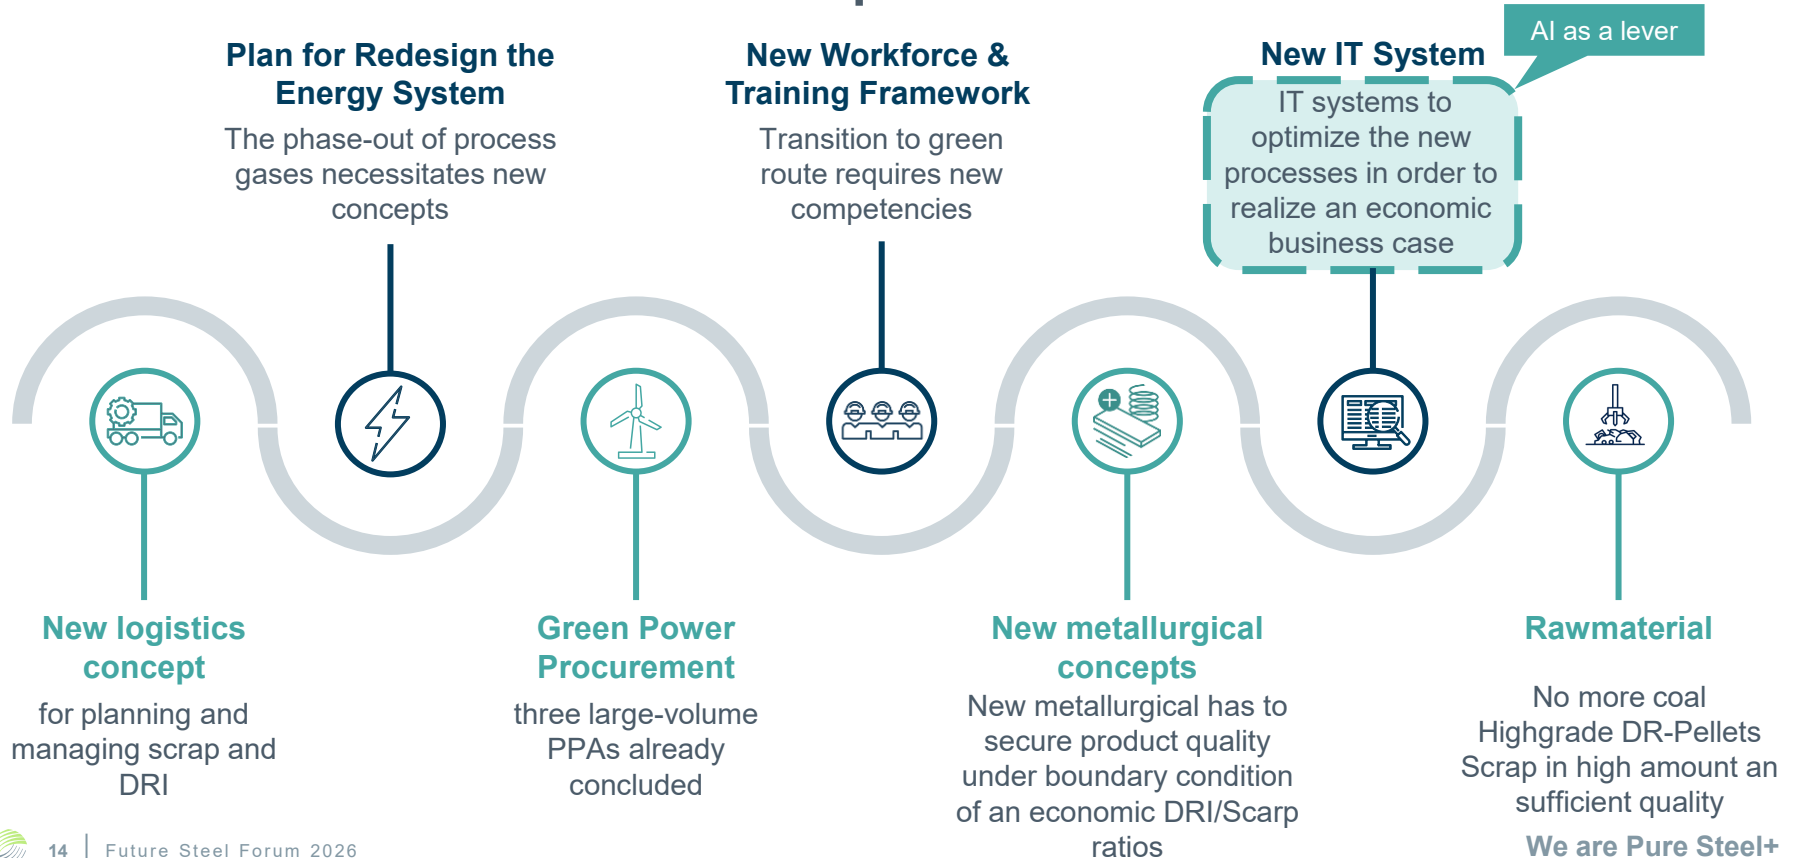 Plan for Redesign the
Energy System
The phase-out of process
gases necessitates new
concepts
New Workforce &
Training Framework
Transition to green
route requires new
competencies
New IT System
AI as a lever
IT systems to
optimize the new
processes in order to
realize an economic
business case
New logistics
concept
for planning and
managing scrap and
DRI
Green Power
Procurement
three large-volume
PPAs already
concluded
New metallurgical
concepts
New metallurgical has to
secure product quality
under boundary condition
of an economic DRI/Scarp
ratios
Rawmaterial
No more coal
Highgrade DR-Pellets
Scrap in high amount an
sufficient quality
14 | Future Steel Forum 2026
We are Pure Steel+